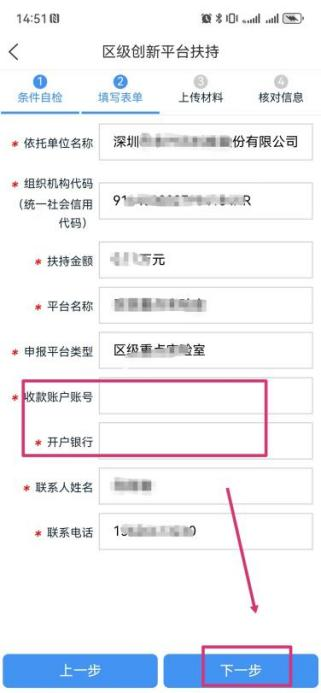 14:51
区级创新平台扶持
1 2 3 4
条件自检 填写表单 上传材料 核对信息
* 依托单位名称 深圳 份有限公司
* 组织机构代码
(统一社会信用
代码)
91 R
* 扶持金额 万元
* 平台名称
* 申报平台类型 区级重点实验室
* 收款账户账号
* 开户银行
* 联系人姓名
* 联系电话 1 0
上一步 下一步